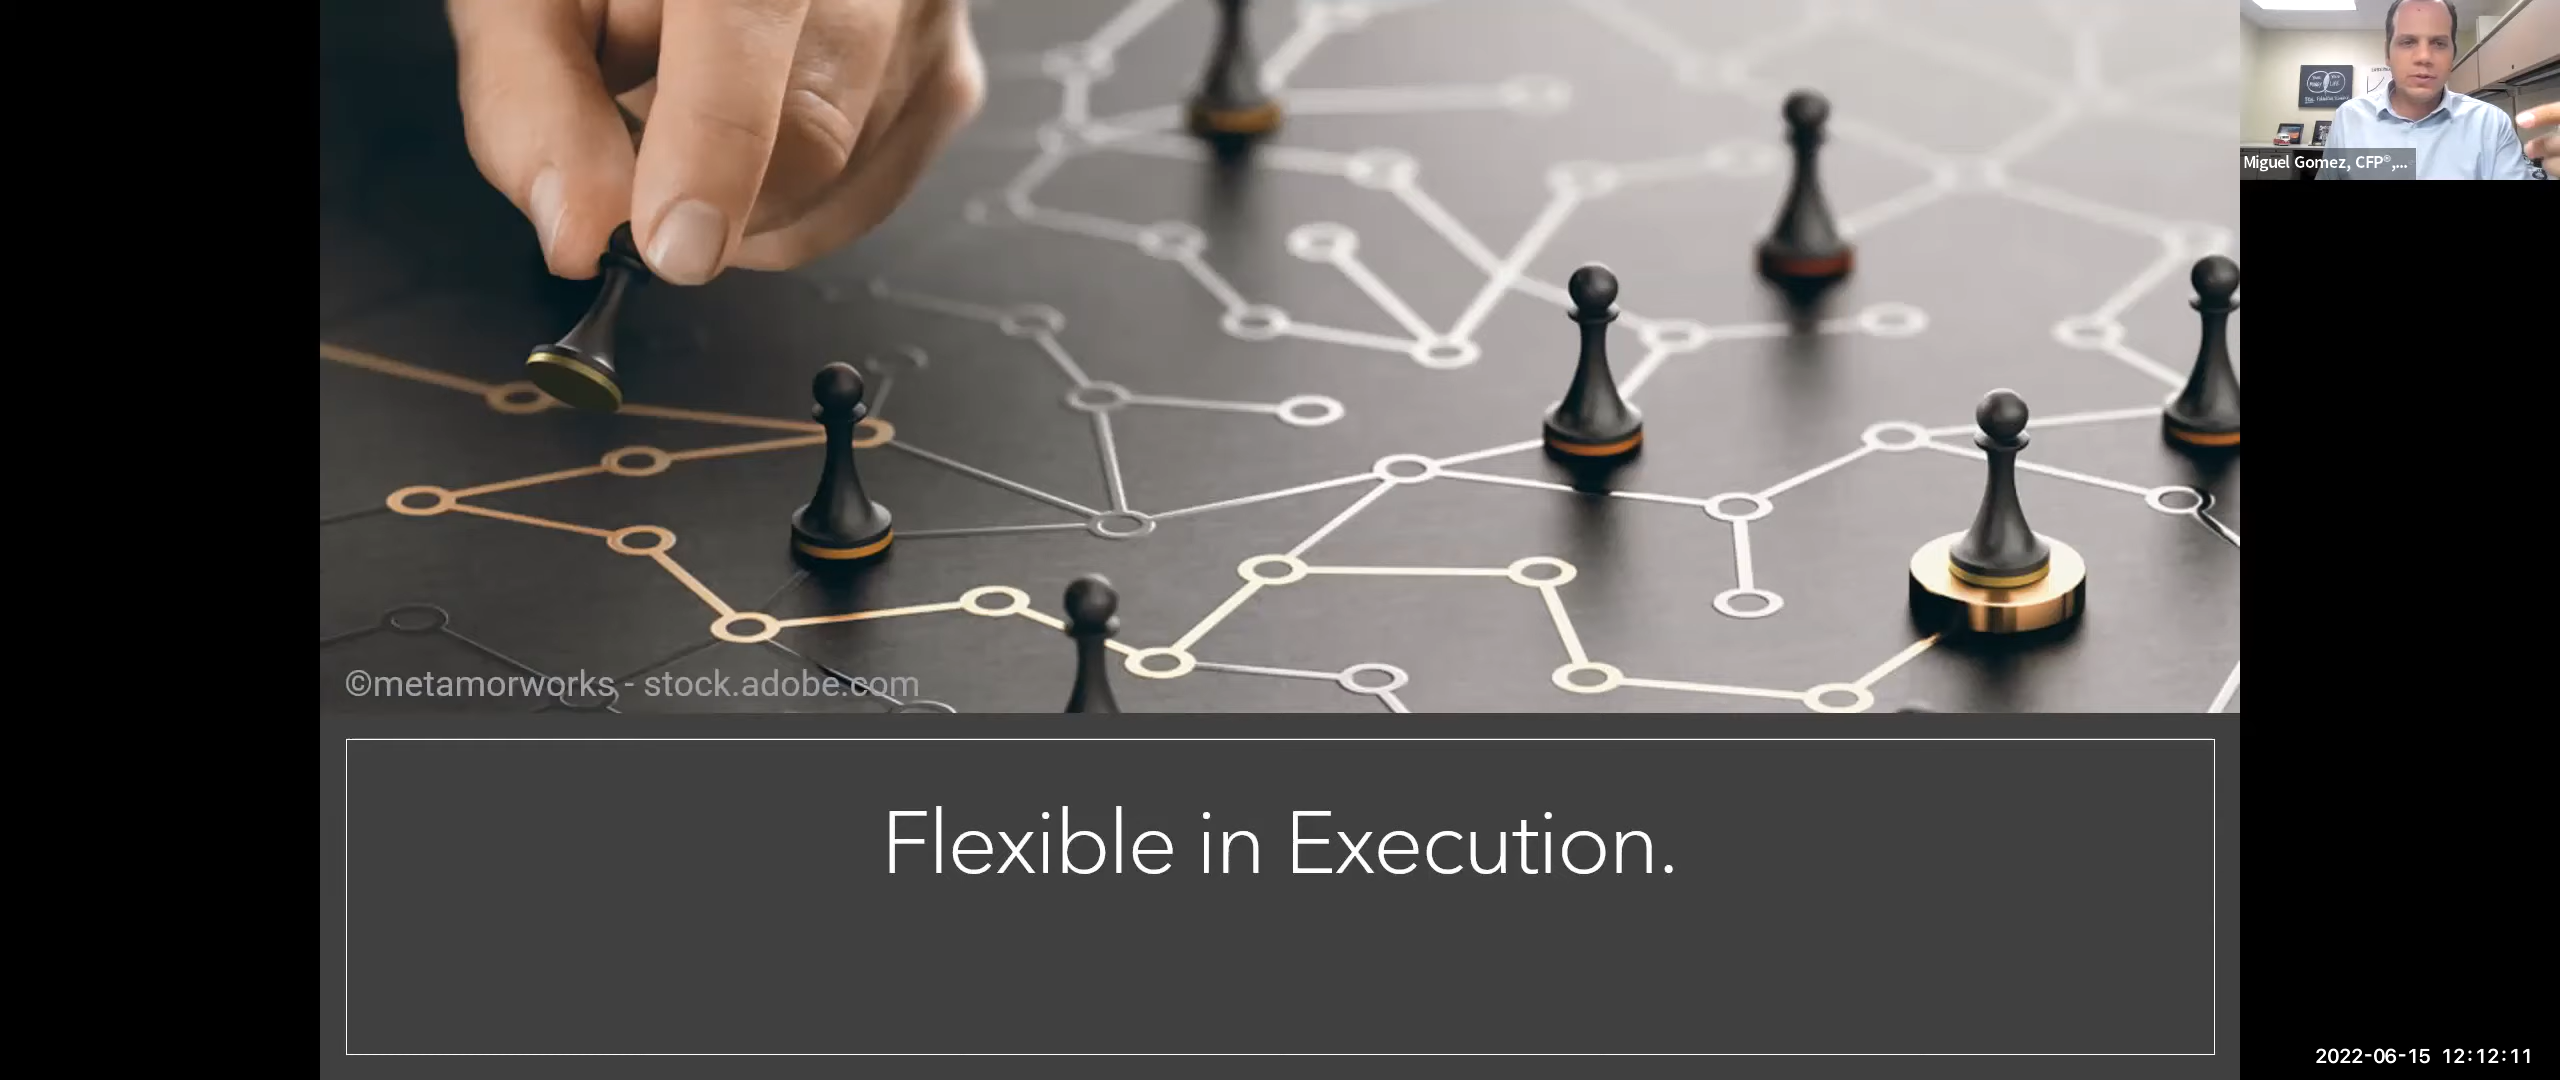 Miguel Gomez, CFP®,...
©metamorworks - stock.adobe.com
Flexible in Execution.
2022-06-15 12:12:11